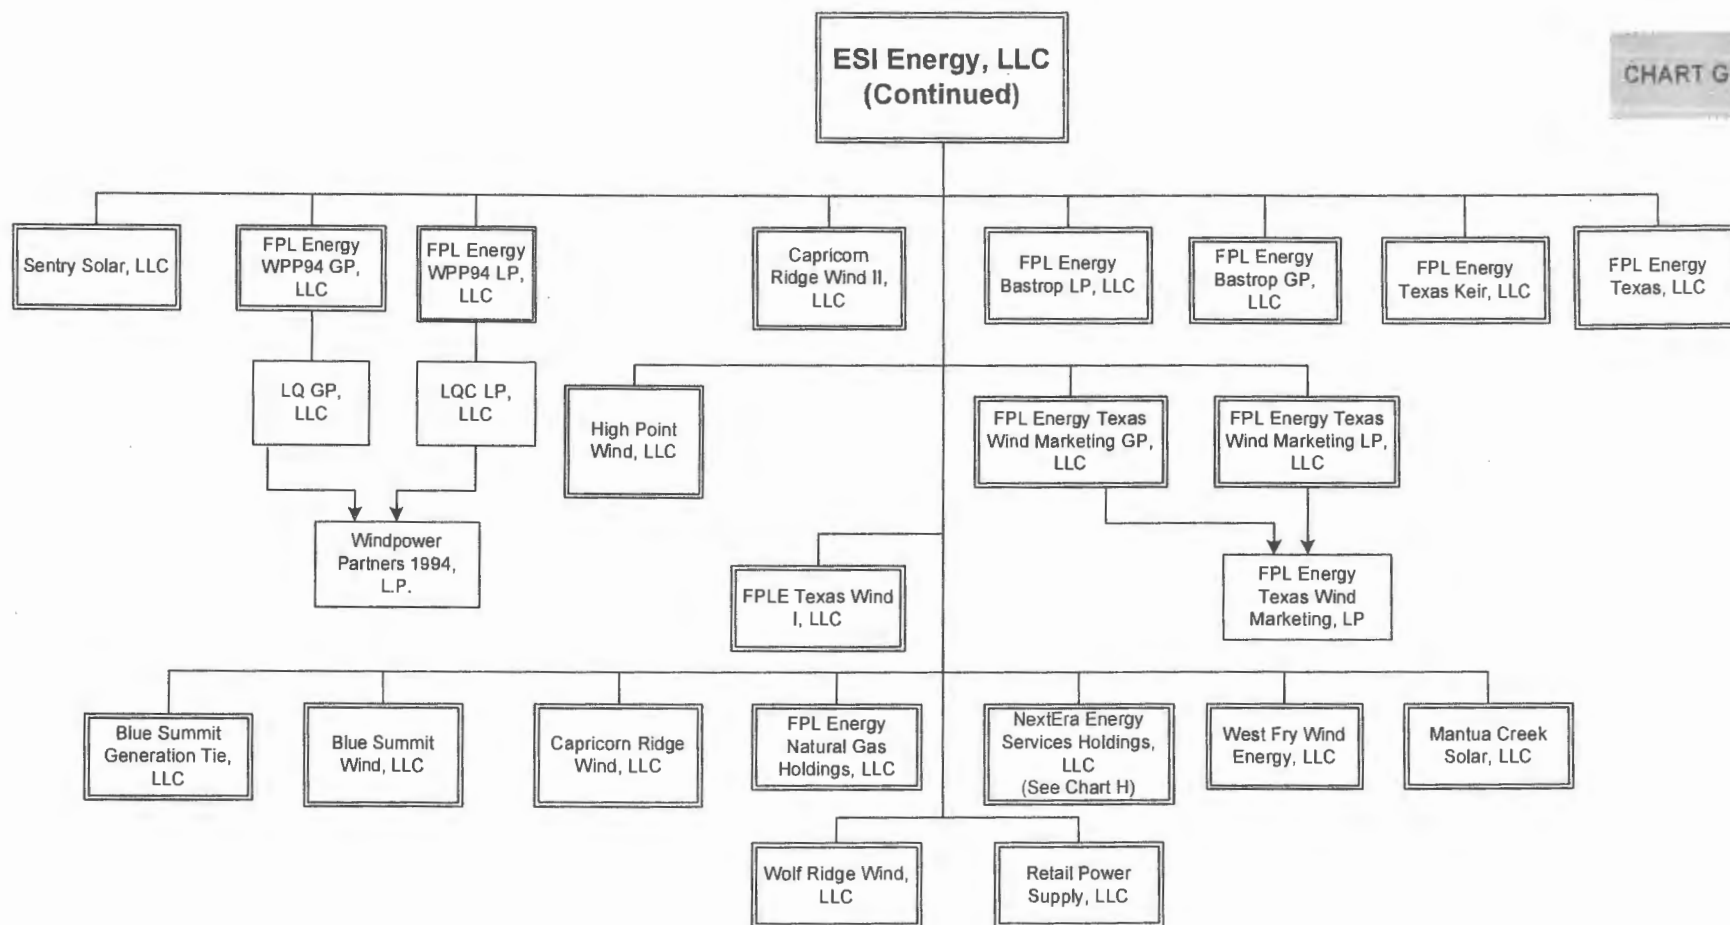 ESI Energy, LLC
(Continued)
CHART G
Sentry Solar, LLC
FPL Energy
WPP94 GP,
LLC
FPL Energy
WPP94 LP,
LLC
Capricorn
Ridge Wind II,
LLC
FPL Energy
Bastrop LP, LLC
FPL Energy
Bastrop GP,
LLC
FPL Energy
Texas Keir, LLC
FPL Energy
Texas, LLC
LQ GP,
LLC
LQC LP,
LLC
High Point
Wind, LLC
FPL Energy Texas
Wind Marketing GP,
LLC
FPL Energy Texas
Wind Marketing LP,
LLC
Windpower
Partners 1994,
L.P.
FPLE Texas Wind
I, LLC
FPL Energy
Texas Wind
Marketing, LP
Blue Summit
Generation Tie,
LLC
Blue Summit
Wind, LLC
Capricorn Ridge
Wind, LLC
FPL Energy
Natural Gas
Holdings, LLC
NextEra Energy
Services Holdings,
LLC
(See Chart H)
West Fry Wind
Energy, LLC
Mantua Creek
Solar, LLC
Wolf Ridge Wind,
LLC
Retail Power
Supply, LLC